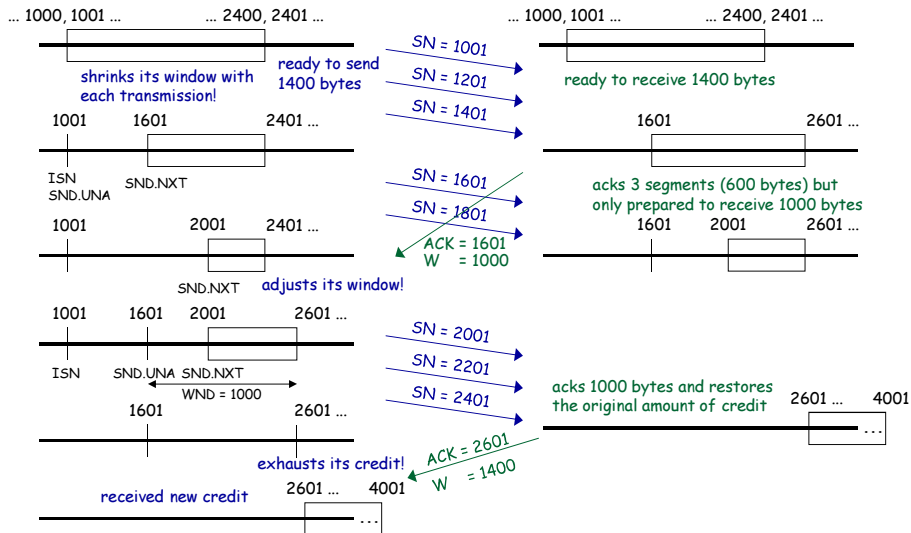 ... 1000, 1001 ... ... 2400, 2401 ... ... 1000, 1001 ... ... 2400, 2401 ...
shrinks its window with
each transmission!
ready to send
1400 bytes
SN = 1001
SN = 1201
SN = 1401
ready to receive 1400 bytes
1001 1601 2401 ...
ISN
SND.UNA
SND.NXT
1601 2601 ...
SN = 1601
SN = 1801
ACK = 1601
W = 1000
acks 3 segments (600 bytes) but
only prepared to receive 1000 bytes
1001 2001 2401 ...
SND.NXT
adjusts its window!
1601 2001 2601 ...
1001 1601 2001 2601 ...
ISN SND.UNA SND.NXT
WND = 1000
SN = 2001
SN = 2201
SN = 2401
acks 1000 bytes and restores
the original amount of credit
2601 ... 4001
...
1601 2601 ...
exhausts its credit!
ACK = 2601
W = 1400
received new credit
2601 ... 4001
...